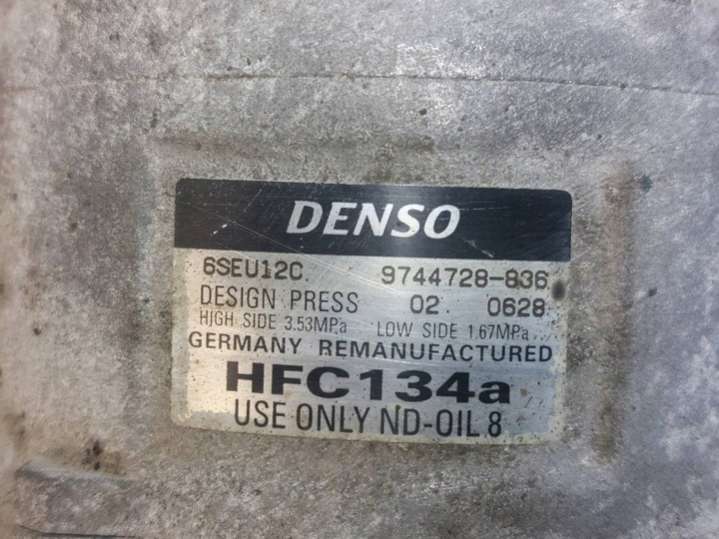 DENSO
6SEU12C. 9744728-836
DESIGN PRESS 02 0628
HJGH SIDE 3.53MPa LOW SIDE 1.67MPa
GERMANY REMANUFACTURED
HFC134a
USE ONLY ND-OIL 8